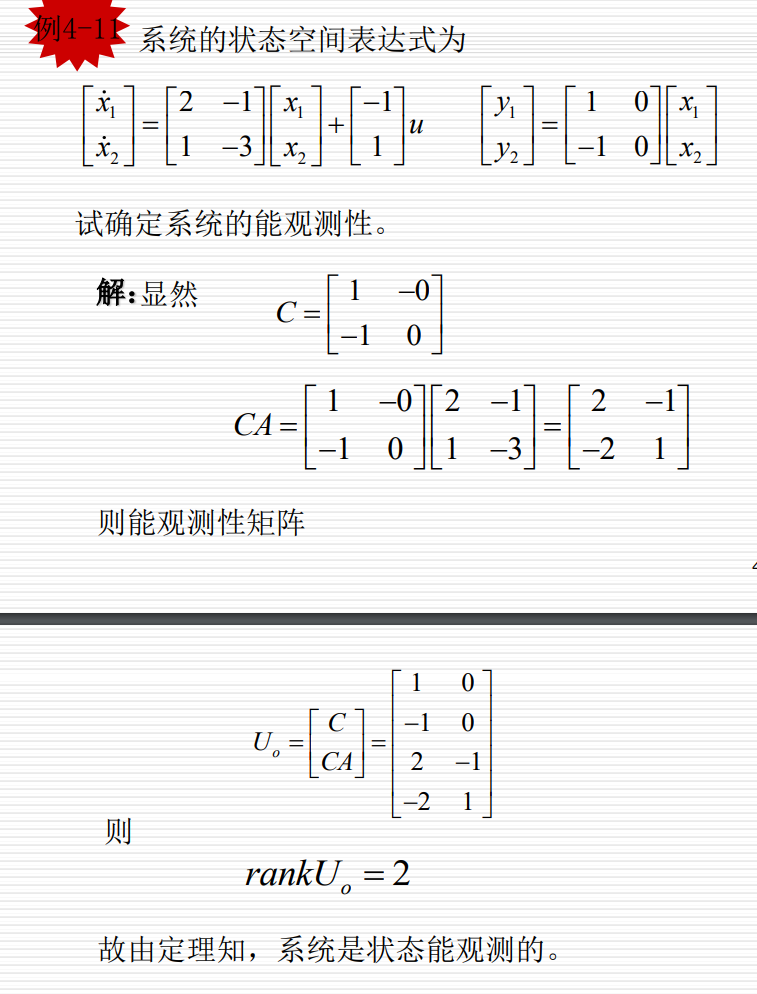 例4-11 系统的状态空间表达式为
$$\begin{bmatrix} \dot{x}_1 \\ \dot{x}_2 \end{bmatrix} = \begin{bmatrix} 2 & -1 \\ 1 & -3 \end{bmatrix} \begin{bmatrix} x_1 \\ x_2 \end{bmatrix} + \begin{bmatrix} -1 \\ 1 \end{bmatrix} u \quad \begin{bmatrix} y_1 \\ y_2 \end{bmatrix} = \begin{bmatrix} 1 & 0 \\ -1 & 0 \end{bmatrix} \begin{bmatrix} x_1 \\ x_2 \end{bmatrix}$$
试确定系统的能观测性。
解:显然 $$C = \begin{bmatrix} 1 & -0 \\ -1 & 0 \end{bmatrix}$$
$$CA = \begin{bmatrix} 1 & -0 \\ -1 & 0 \end{bmatrix} \begin{bmatrix} 2 & -1 \\ 1 & -3 \end{bmatrix} = \begin{bmatrix} 2 & -1 \\ -2 & 1 \end{bmatrix}$$
则能观测性矩阵
$$U_o = \begin{bmatrix} C \\ CA \end{bmatrix} = \begin{bmatrix} 1 & 0 \\ -1 & 0 \\ 2 & -1 \\ -2 & 1 \end{bmatrix}$$
则
$$rankU_o = 2$$
故由定理知，系统是状态能观测的。